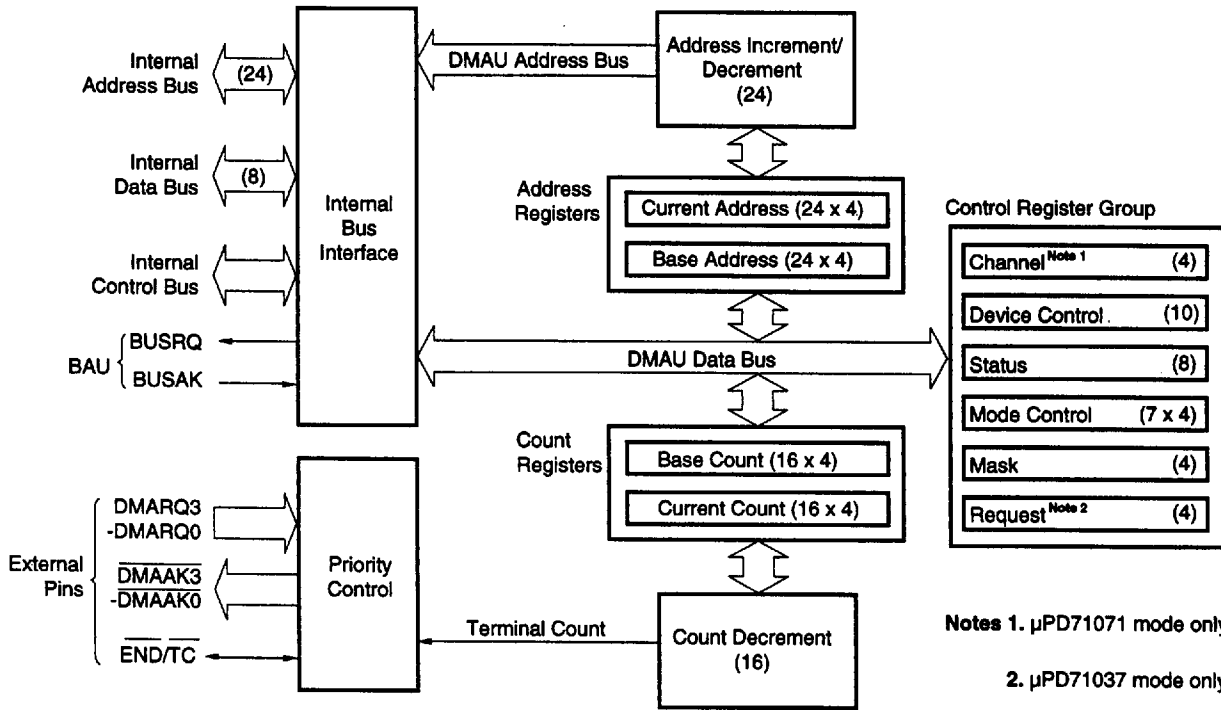 Internal
Address Bus
(24)
Internal
Data Bus
(8)
Internal
Control Bus
BAU
BUSRQ
BUSAK
Internal
Bus
Interface
DMAU Address Bus
Address Increment/
Decrement
(24)
Address
Registers
Current Address (24 x 4)
Base Address (24 x 4)
DMAU Data Bus
Count
Registers
Base Count (16 x 4)
Current Count (16 x 4)
Control Register Group
Channel Note 1 (4)
Device Control (10)
Status (8)
Mode Control (7 x 4)
Mask (4)
Request Note 2 (4)
External
Pins
DMARQ3
-DMARQ0
DMAAK3
-DMAAK0
END/TC
Priority
Control
Terminal Count
Count Decrement
(16)
Notes 1. µPD71071 mode only
2. µPD71037 mode only